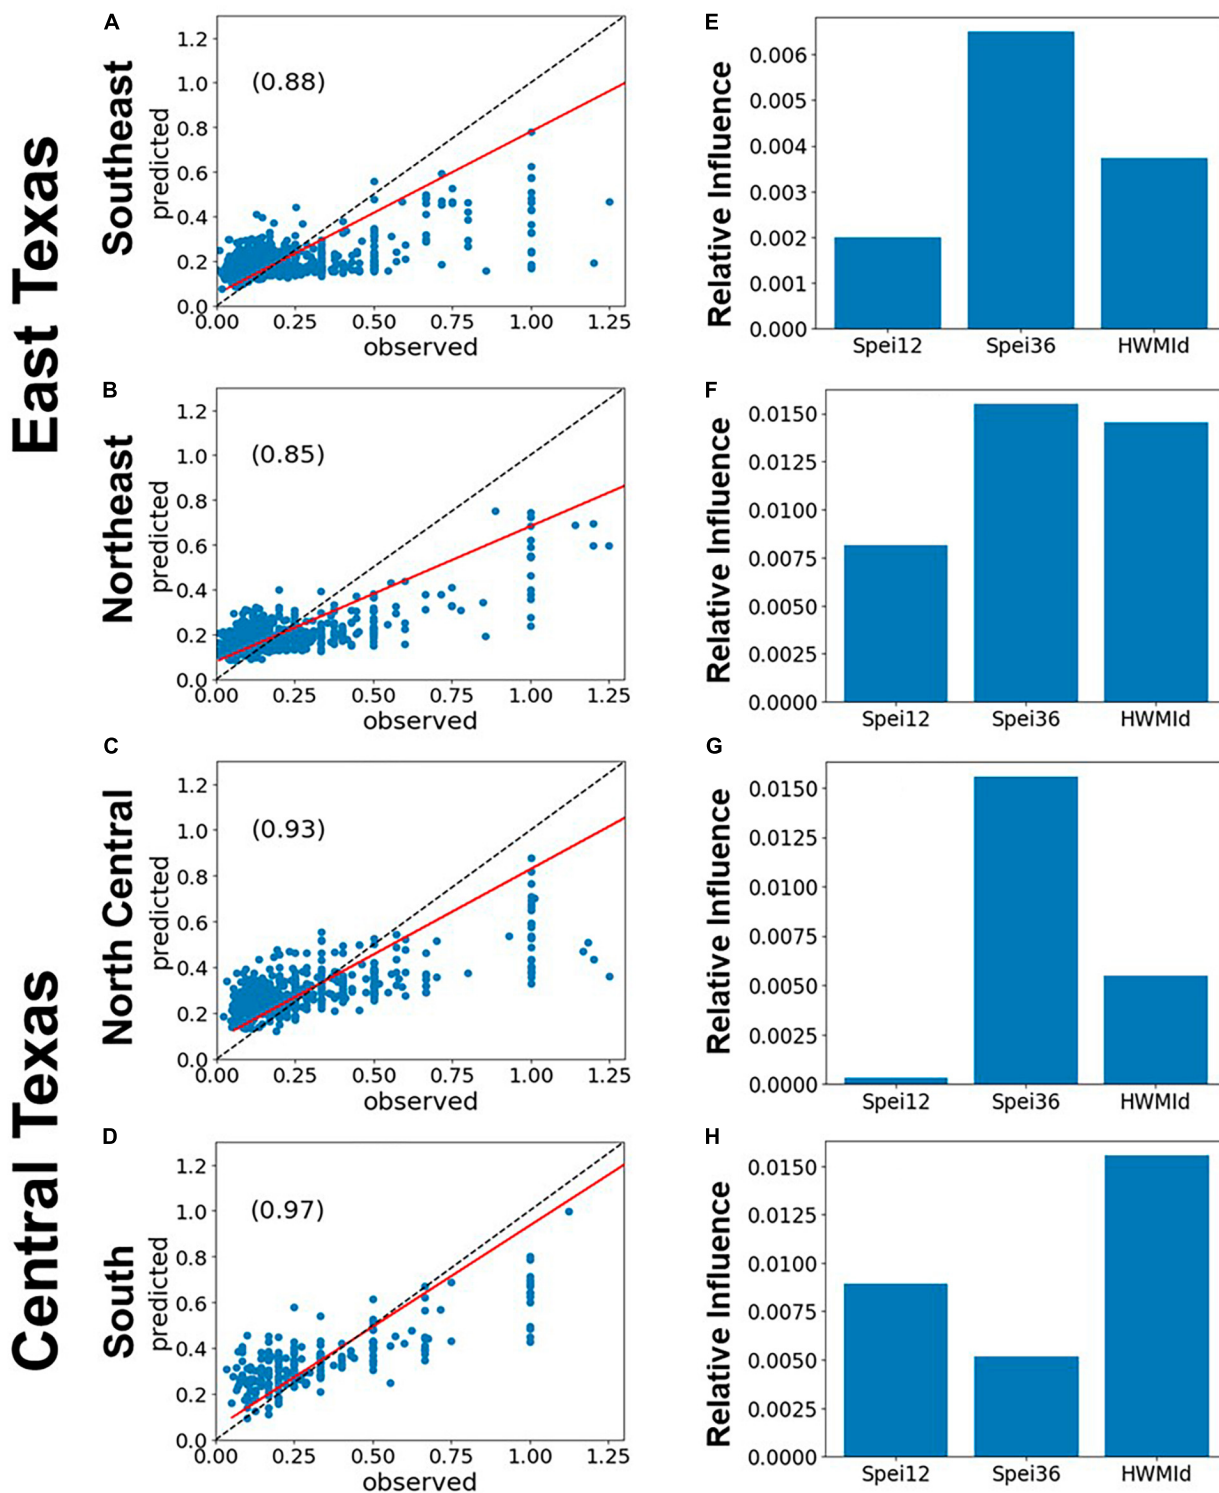 East Texas
Central Texas
A
Southeast
predicted
1.2
1.0
0.8
0.6
0.4
0.2
0.0
(0.88)
0.00 0.25 0.50 0.75 1.00 1.25
observed
E
Relative Influence
0.006
0.005
0.004
0.003
0.002
0.001
0.000
Spei12 Spei36 HWMId
B
Northeast
predicted
1.2
1.0
0.8
0.6
0.4
0.2
0.0
(0.85)
0.00 0.25 0.50 0.75 1.00 1.25
observed
F
Relative Influence
0.0150
0.0125
0.0100
0.0075
0.0050
0.0025
0.0000
Spei12 Spei36 HWMId
C
North Central
predicted
1.2
1.0
0.8
0.6
0.4
0.2
0.0
(0.93)
0.00 0.25 0.50 0.75 1.00 1.25
observed
G
Relative Influence
0.0150
0.0125
0.0100
0.0075
0.0050
0.0025
0.0000
Spei12 Spei36 HWMId
D
South
predicted
1.2
1.0
0.8
0.6
0.4
0.2
0.0
(0.97)
0.00 0.25 0.50 0.75 1.00 1.25
observed
H
Relative Influence
0.0150
0.0125
0.0100
0.0075
0.0050
0.0025
0.0000
Spei12 Spei36 HWMId